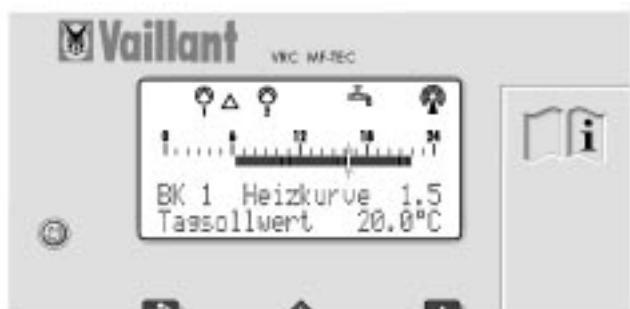 Vaillant
VRC MF-TEC
0 6 12 18 24
BK 1 Heizkurve 1.5
Tagsollwert 20.0°C
i